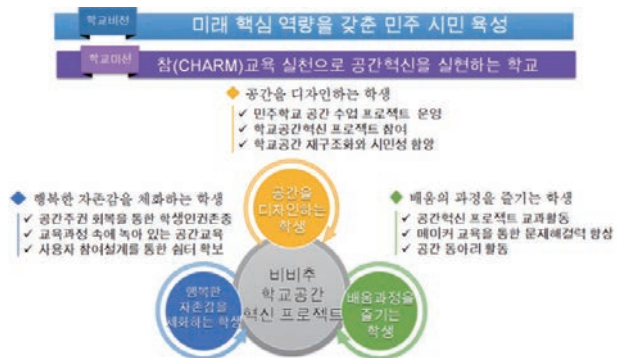 학교비전
미래 핵심 역량을 갖춘 민주 시민 육성
학교미션
참(CHARM)교육 실천으로 공간혁신을 실현하는 학교
◆ 공간을 디자인하는 학생
✓ 민주학교 공간 수업 프로젝트 운영
✓ 학교공간혁신 프로젝트 참여
✓ 학교공간 재구조화와 시민성 함양
◆ 행복한 자존감을 체화하는 학생
✓ 공간주권 회복을 통한 학생인권존중
✓ 교육과정 속에 녹아 있는 공간교육
✓ 사용자 참여설계를 통한 쉼터 확보
◆ 배움의 과정을 즐기는 학생
✓ 공간혁신 프로젝트 교과활동
✓ 메이커 교육을 통한 문제해결력 향상
✓ 공간 동아리 활동
공간을
디자인하는
학생
비비추
학교공간
혁신 프로젝트
행복한
자존감을
체화하는 학생
배움과정을
즐기는
학생